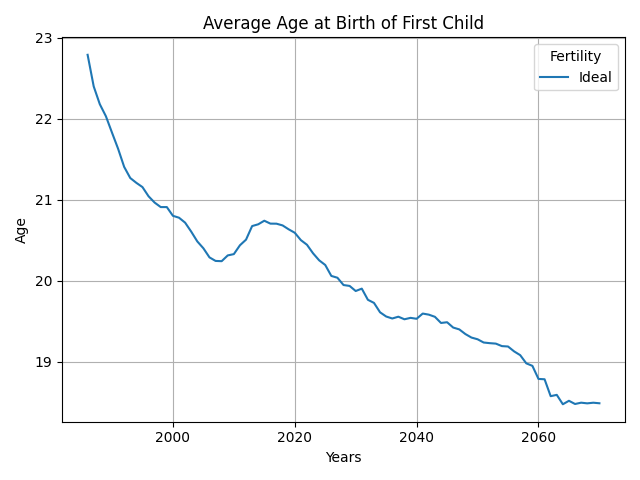 Average Age at Birth of First Child
23
22
21
20
19
Age
Fertility
Ideal
2000 2020 2040 2060
Years